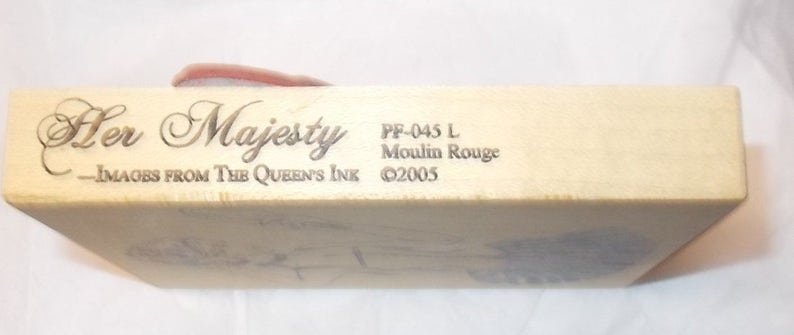 Her Majesty
—IMAGES FROM THE QUEEN'S INK
PF-045 L
Moulin Rouge
©2005